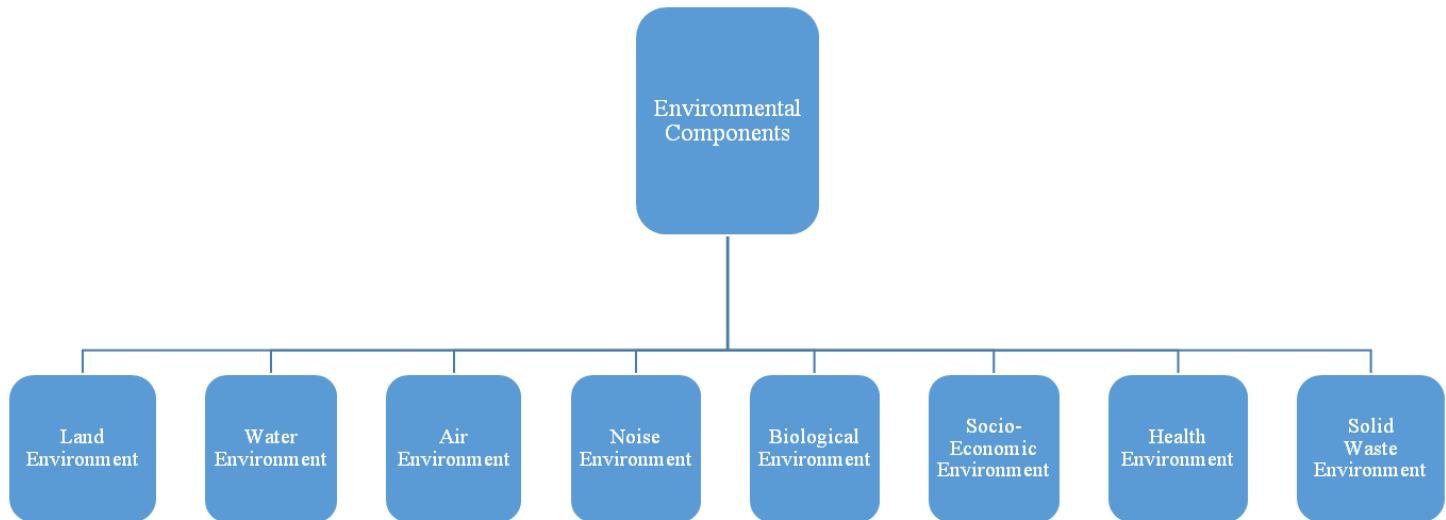 Environmental
Components
Land
Environment
Water
Environment
Air
Environment
Noise
Environment
Biological
Environment
Socio-
Economic
Environment
Health
Environment
Solid
Waste
Environment